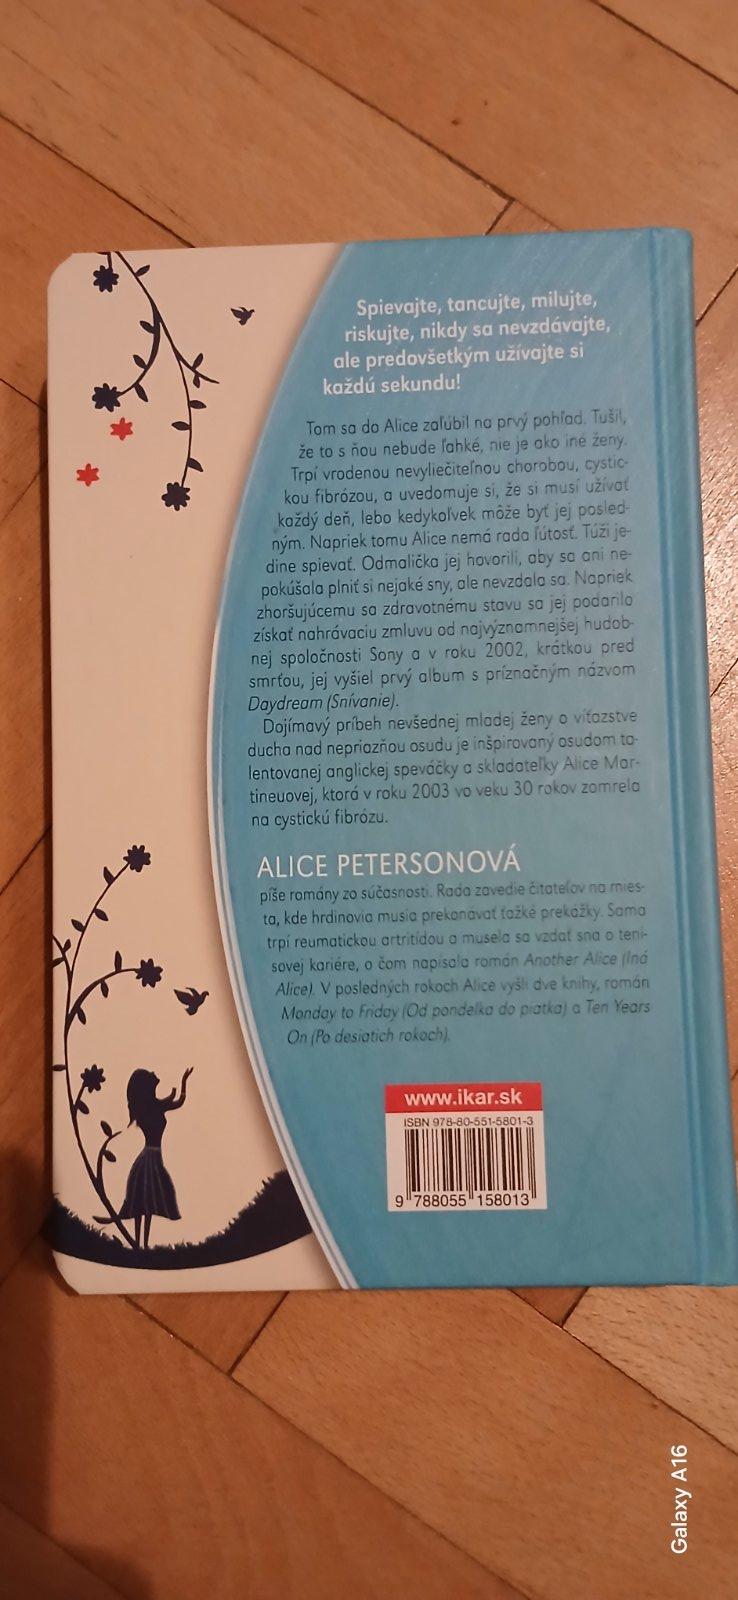 Spievajte, tancujte, milujte,
riskujte, nikdy sa nevzdávajte,
ale predovšetkým užívajte si
každú sekundu!
Tom sa do Alice zaľúbil na prvý pohľad. Tušil,
že to s ňou nebude ľahké, nie je ako iné ženy.
Trpí vrodenou nevyliečiteľnou chorobou, cystic-
kou fibrózou, a uvedomuje si, že si musí užívať
každý deň, lebo kedykoľvek môže byť jej posled-
ným. Napriek tomu Alice nemá rada ľútosť. Túži je-
dine spievať. Odmalička jej hovorili, aby sa ani ne-
pokúšala plniť si nejaké sny, ale nevzdala sa. Napriek
zhoršujúcemu sa zdravotnému stavu sa jej podarilo
získať nahrávaciu zmluvu od najvýznamnejšej hudob-
nej spoločnosti Sony a v roku 2002, krátkou pred
smrťou, jej vyšiel prvý album s príznačným názvom
Daydream (Snívanie).
Dojímavý príbeh nevšednej mladej ženy o víťazstve
ducha nad nepriazňou osudu je inšpirovaný osudom ta-
lentovanej anglickej speváčky a skladateľky Alice Mar-
tineuovej, ktorá v roku 2003 vo veku 30 rokov zomrela
na cystickú fibrózu.
ALICE PETERSONOVÁ
píše romány zo súčasnosti. Rada zavedie čitateľov na mies-
ta, kde hrdinovia musia prekonávať ťažké prekážky. Sama
trpí reumatickou artritídou a musela sa vzdať sna o teni-
sovej kariére, o čom napísala román Another Alice (Iná
Alice). V posledných rokoch Alice vyšli dve knihy, román
Monday to Friday (Od pondelka do piatka) a Ten Years
On (Po desiatich rokoch).
www.ikar.sk
ISBN 978-80-551-5801-3
9 788055 158013
Galaxy A16